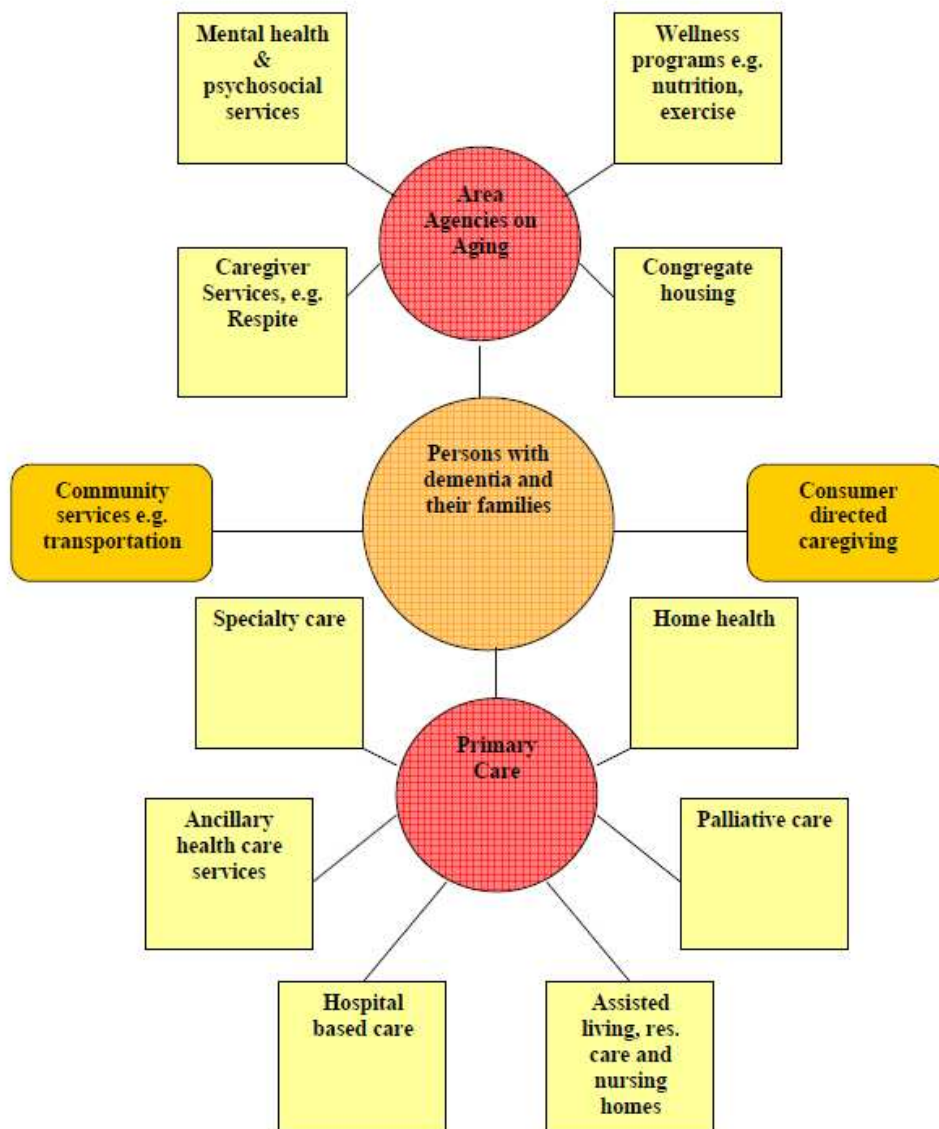 Mental health
&
psychosocial
services
Wellness
programs e.g.
nutrition,
exercise
Area
Agencies on
Aging
Caregiver
Services, e.g.
Respite
Congregate
housing
Persons with
dementia and
their families
Community
services e.g.
transportation
Consumer
directed
caregiving
Specialty care
Home health
Primary
Care
Ancillary
health care
services
Palliative care
Hospital
based care
Assisted
living, res.
care and
nursing
homes